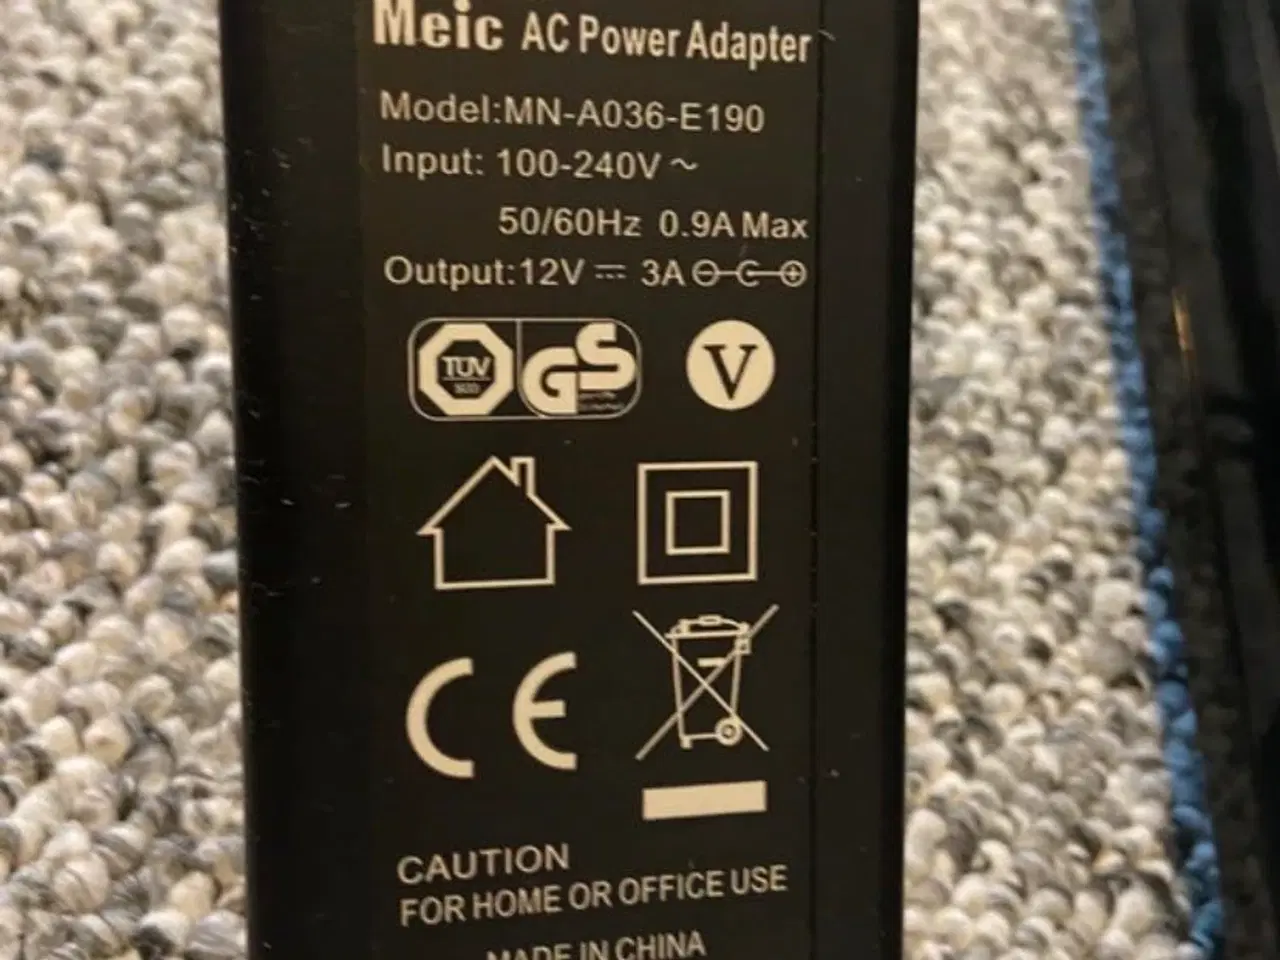 Meic AC Power Adapter
Model:MN-A036-E190
Input: 100-240V ~
50/60Hz 0.9A Max
Output:12V ⎓ 3A
TÜV GS V
CE
CAUTION
FOR HOME OR OFFICE USE
MADE IN CHINA